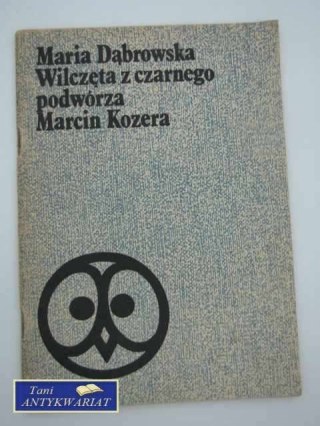 Maria Dąbrowska
Wilczęta z czarnego
podwórza
Marcin Kozera
Tani
ANTYKWARIAT